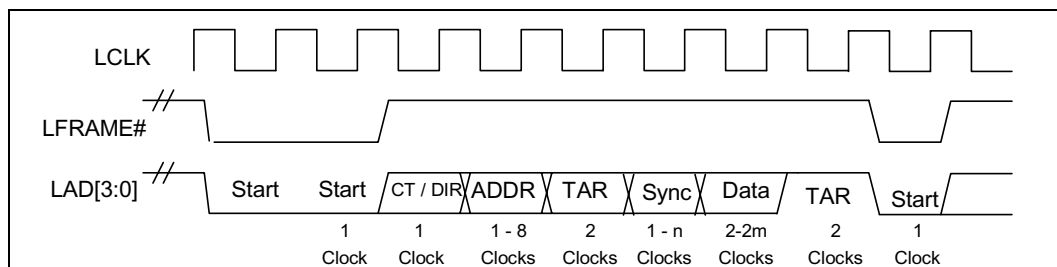 LCLK
LFRAME#
LAD[3:0]
Start Start CT / DIR ADDR TAR Sync Data TAR Start
1 1 1 - 8 2 1 - n 2-2m 2 1
Clock Clock Clocks Clocks Clocks Clocks Clocks Clock